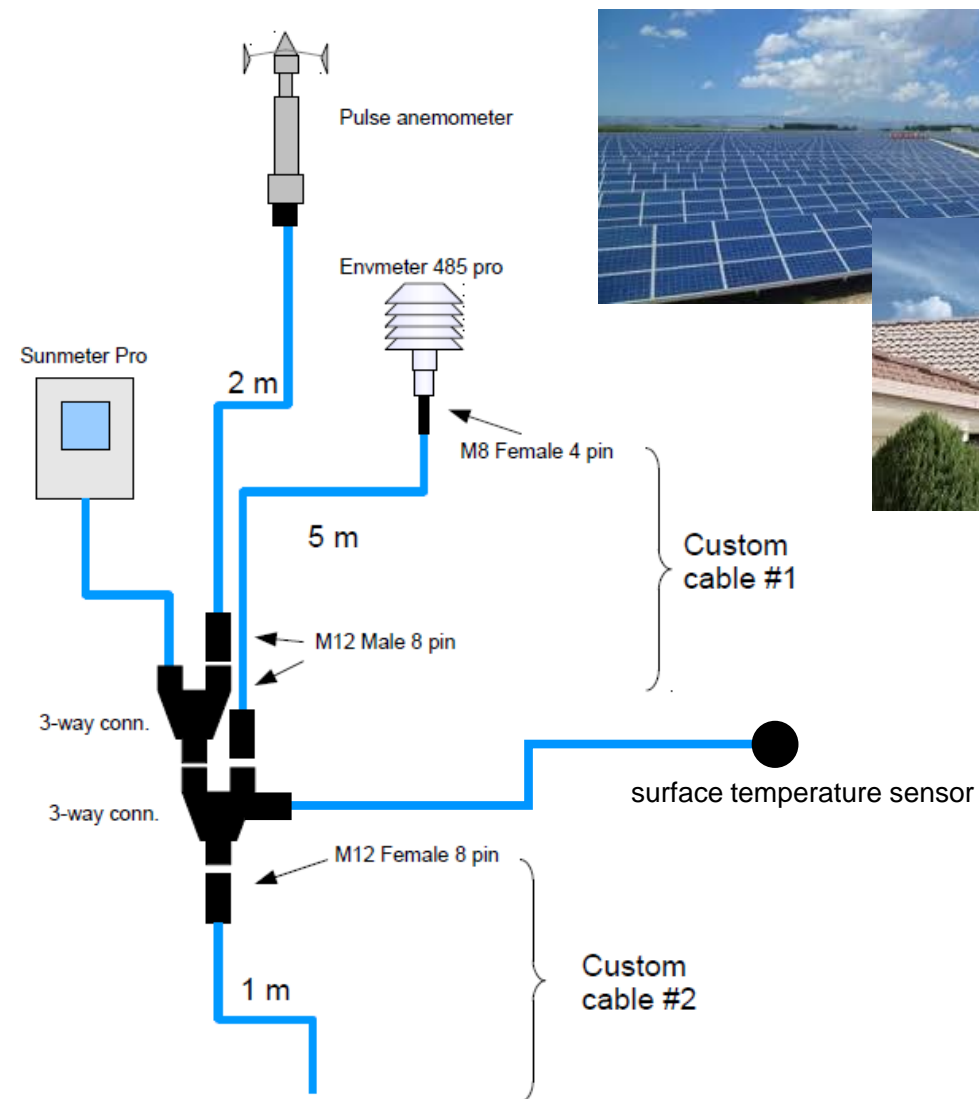 Pulse anemometer
Envmeter 485 pro
Sunmeter Pro
2 m
M8 Female 4 pin
5 m
Custom
cable #1
M12 Male 8 pin
3-way conn.
surface temperature sensor
3-way conn.
M12 Female 8 pin
Custom
cable #2
1 m